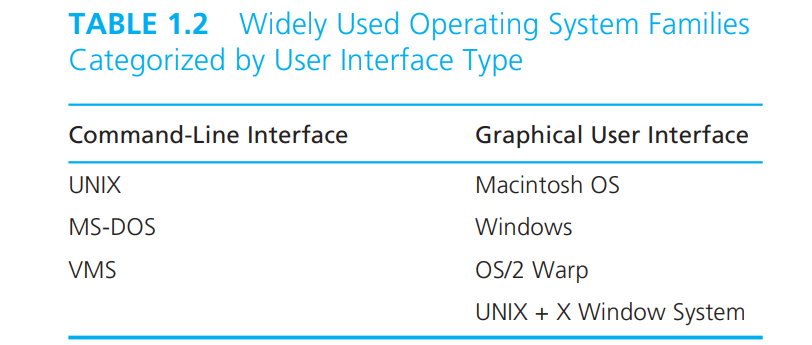 TABLE 1.2 Widely Used Operating System Families
Categorized by User Interface Type
Command-Line Interface Graphical User Interface
UNIX Macintosh OS
MS-DOS Windows
VMS OS/2 Warp
UNIX + X Window System